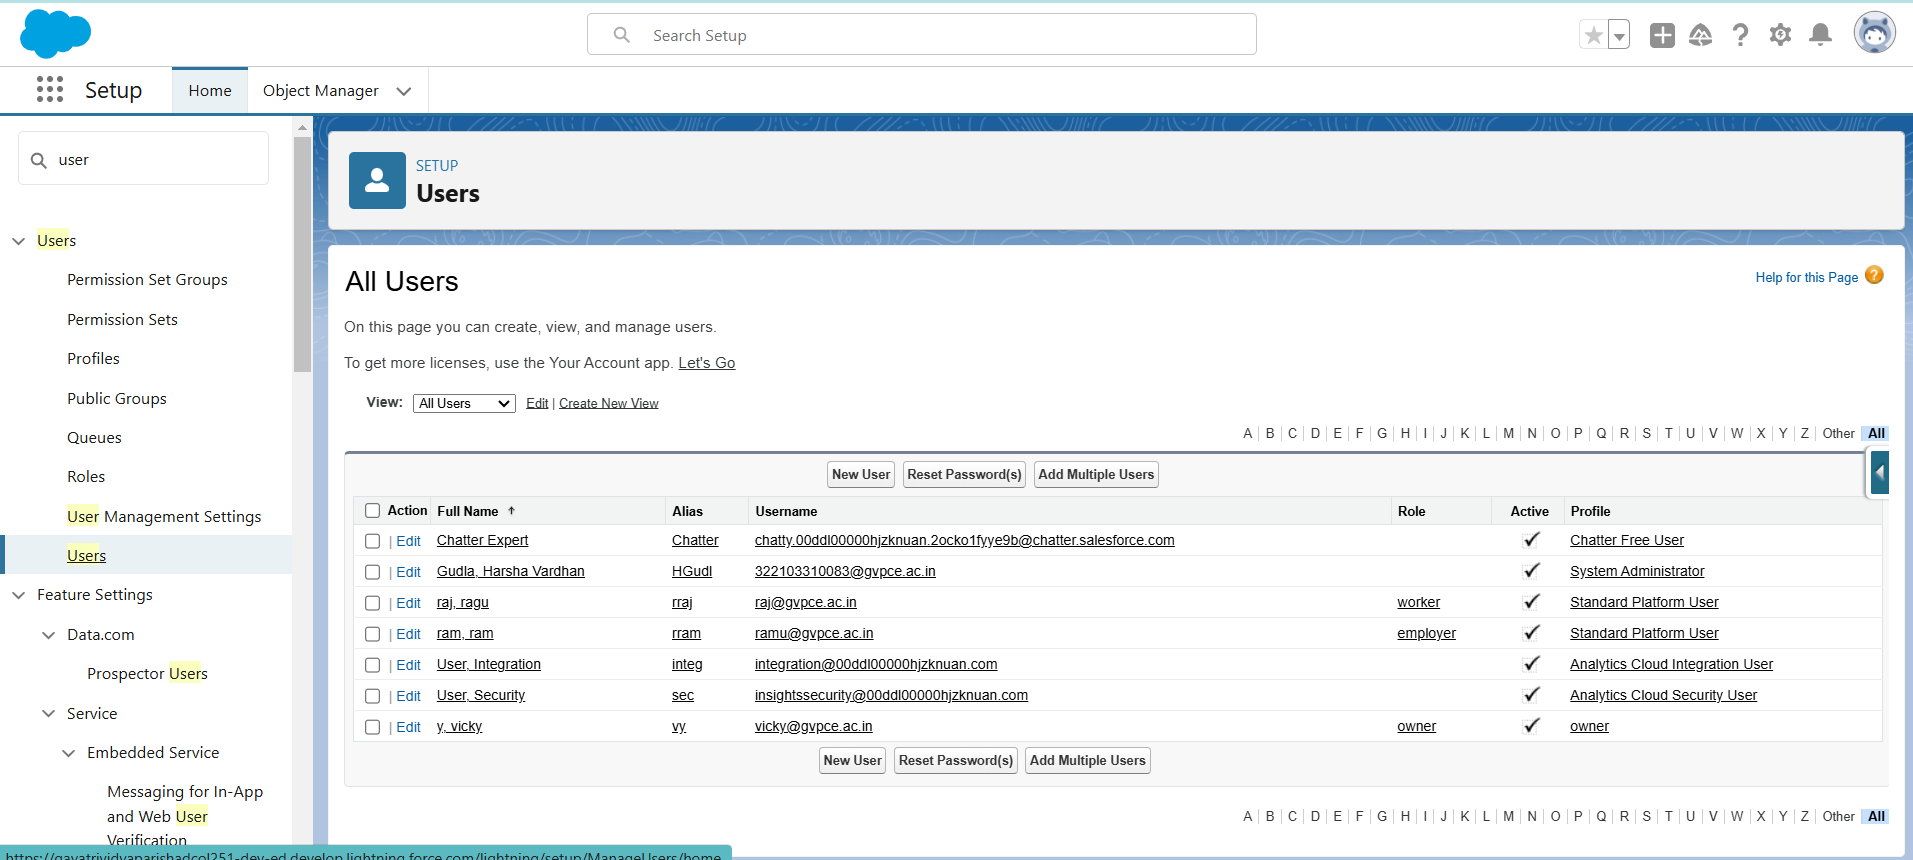 Search Setup
Setup
Home
Object Manager
user
Users
Permission Set Groups
Permission Sets
Profiles
Public Groups
Queues
Roles
User Management Settings
Users
Feature Settings
Data.com
Prospector Users
Service
Embedded Service
Messaging for In-App
and Web User
Verification
SETUP
Users
All Users
Help for this Page ?
On this page you can create, view, and manage users.
To get more licenses, use the Your Account app. Let's Go
View: All Users Edit | Create New View
A B C D E F G H I J K L M N O P Q R S T U V W X Y Z Other All
New User Reset Password(s) Add Multiple Users
Action Full Name ↑ Alias Username Role Active Profile
| Edit Chatter Expert Chatter chatty.00ddl00000hjzknuan.2ocko1fyye9b@chatter.salesforce.com Chatter Free User
| Edit Gudla, Harsha Vardhan HGudl 322103310083@gvpce.ac.in System Administrator
| Edit raj, ragu rraj raj@gvpce.ac.in worker Standard Platform User
| Edit ram, ram rram ramu@gvpce.ac.in employer Standard Platform User
| Edit User, Integration integ integration@00ddl00000hjzknuan.com Analytics Cloud Integration User
| Edit User, Security sec insightssecurity@00ddl00000hjzknuan.com Analytics Cloud Security User
| Edit y, vicky vy vicky@gvpce.ac.in owner owner
New User Reset Password(s) Add Multiple Users
A B C D E F G H I J K L M N O P Q R S T U V W X Y Z Other All
https://gayatrividyaparishadcol251-dev-ed.develop.lightning.force.com/lightning/setup/ManageUsers/home